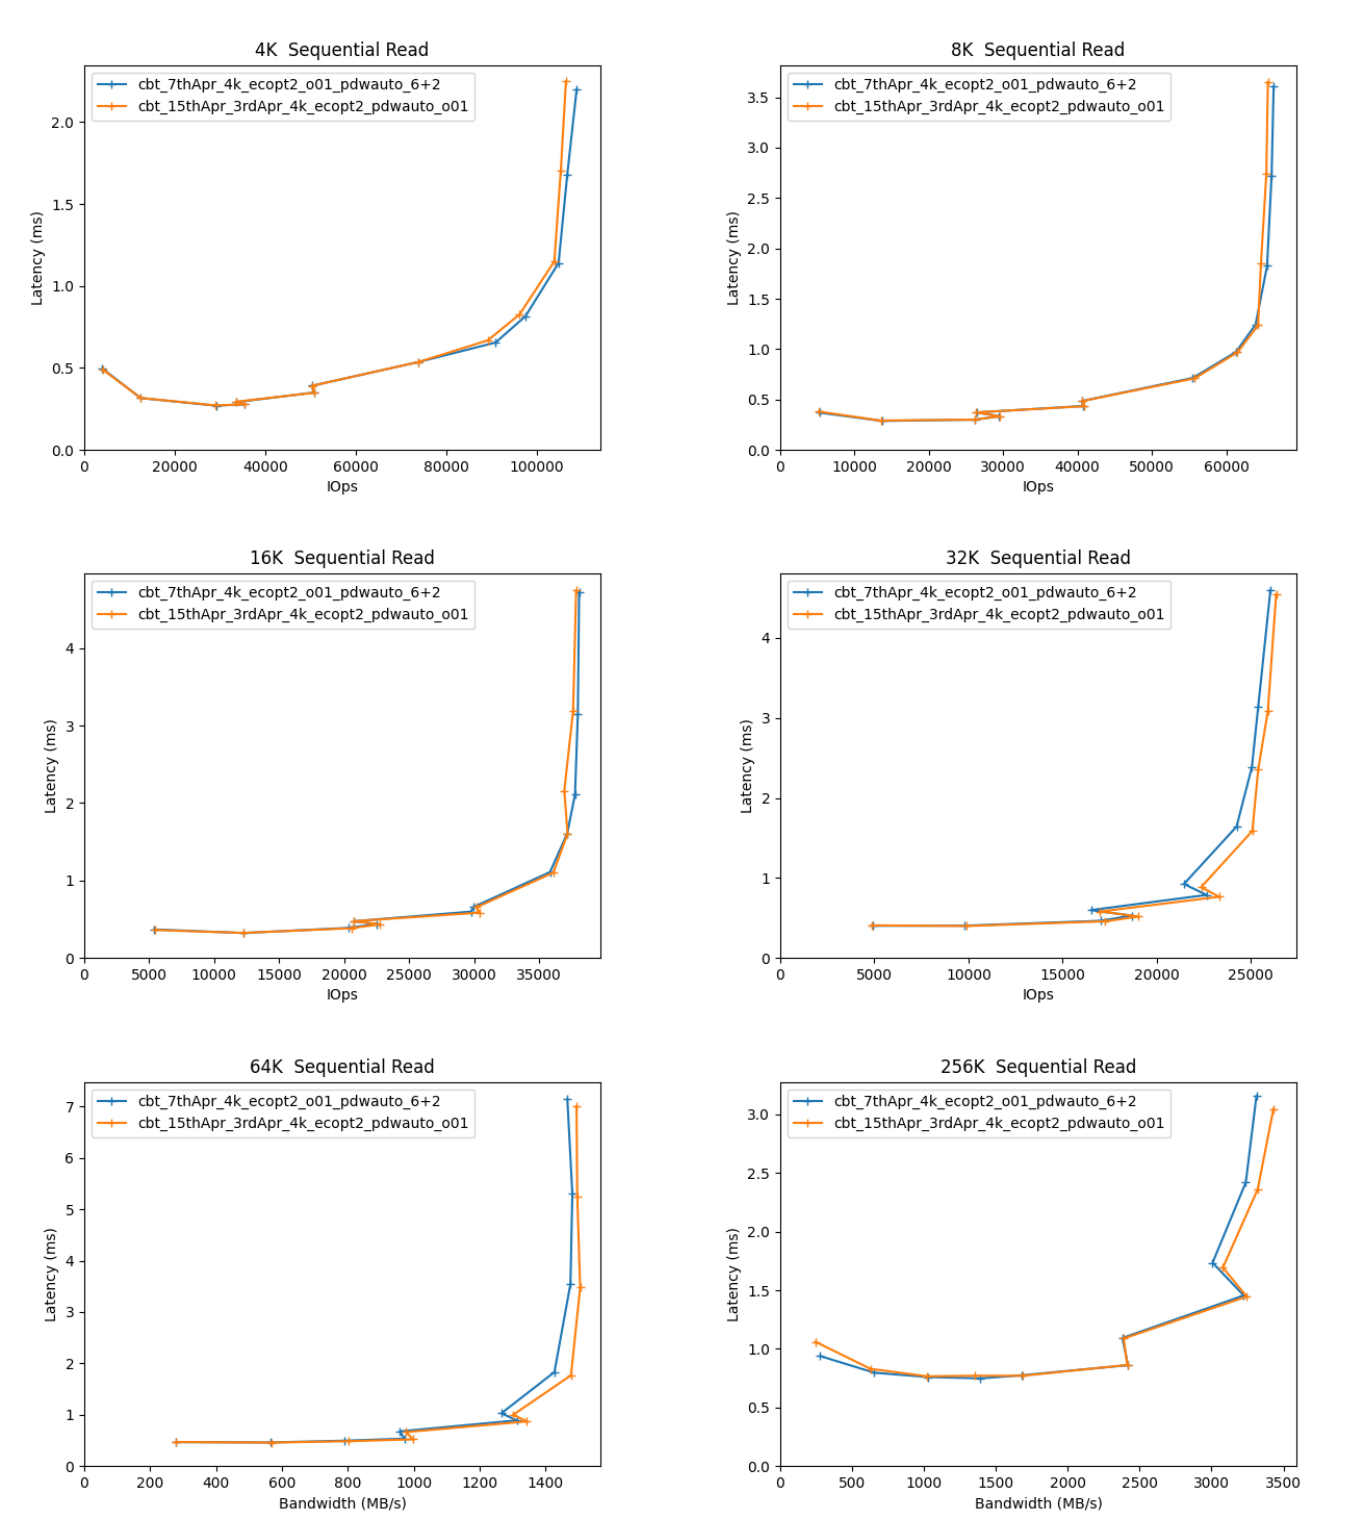 4K  Sequential Read
cbt_7thApr_4k_ecopt2_o01_pdwauto_6+2
cbt_15thApr_3rdApr_4k_ecopt2_pdwauto_o01
2.0
1.5
1.0
0.5
0.0
Latency (ms)
0 20000 40000 60000 80000 100000
IOps
8K  Sequential Read
cbt_7thApr_4k_ecopt2_o01_pdwauto_6+2
cbt_15thApr_3rdApr_4k_ecopt2_pdwauto_o01
3.5
3.0
2.5
2.0
1.5
1.0
0.5
0.0
Latency (ms)
0 10000 20000 30000 40000 50000 60000
IOps
16K  Sequential Read
cbt_7thApr_4k_ecopt2_o01_pdwauto_6+2
cbt_15thApr_3rdApr_4k_ecopt2_pdwauto_o01
4
3
2
1
0
Latency (ms)
0 5000 10000 15000 20000 25000 30000 35000
IOps
32K  Sequential Read
cbt_7thApr_4k_ecopt2_o01_pdwauto_6+2
cbt_15thApr_3rdApr_4k_ecopt2_pdwauto_o01
4
3
2
1
0
Latency (ms)
0 5000 10000 15000 20000 25000
IOps
64K  Sequential Read
cbt_7thApr_4k_ecopt2_o01_pdwauto_6+2
cbt_15thApr_3rdApr_4k_ecopt2_pdwauto_o01
7
6
5
4
3
2
1
0
Latency (ms)
0 200 400 600 800 1000 1200 1400
Bandwidth (MB/s)
256K  Sequential Read
cbt_7thApr_4k_ecopt2_o01_pdwauto_6+2
cbt_15thApr_3rdApr_4k_ecopt2_pdwauto_o01
3.0
2.5
2.0
1.5
1.0
0.5
0.0
Latency (ms)
0 500 1000 1500 2000 2500 3000 3500
Bandwidth (MB/s)